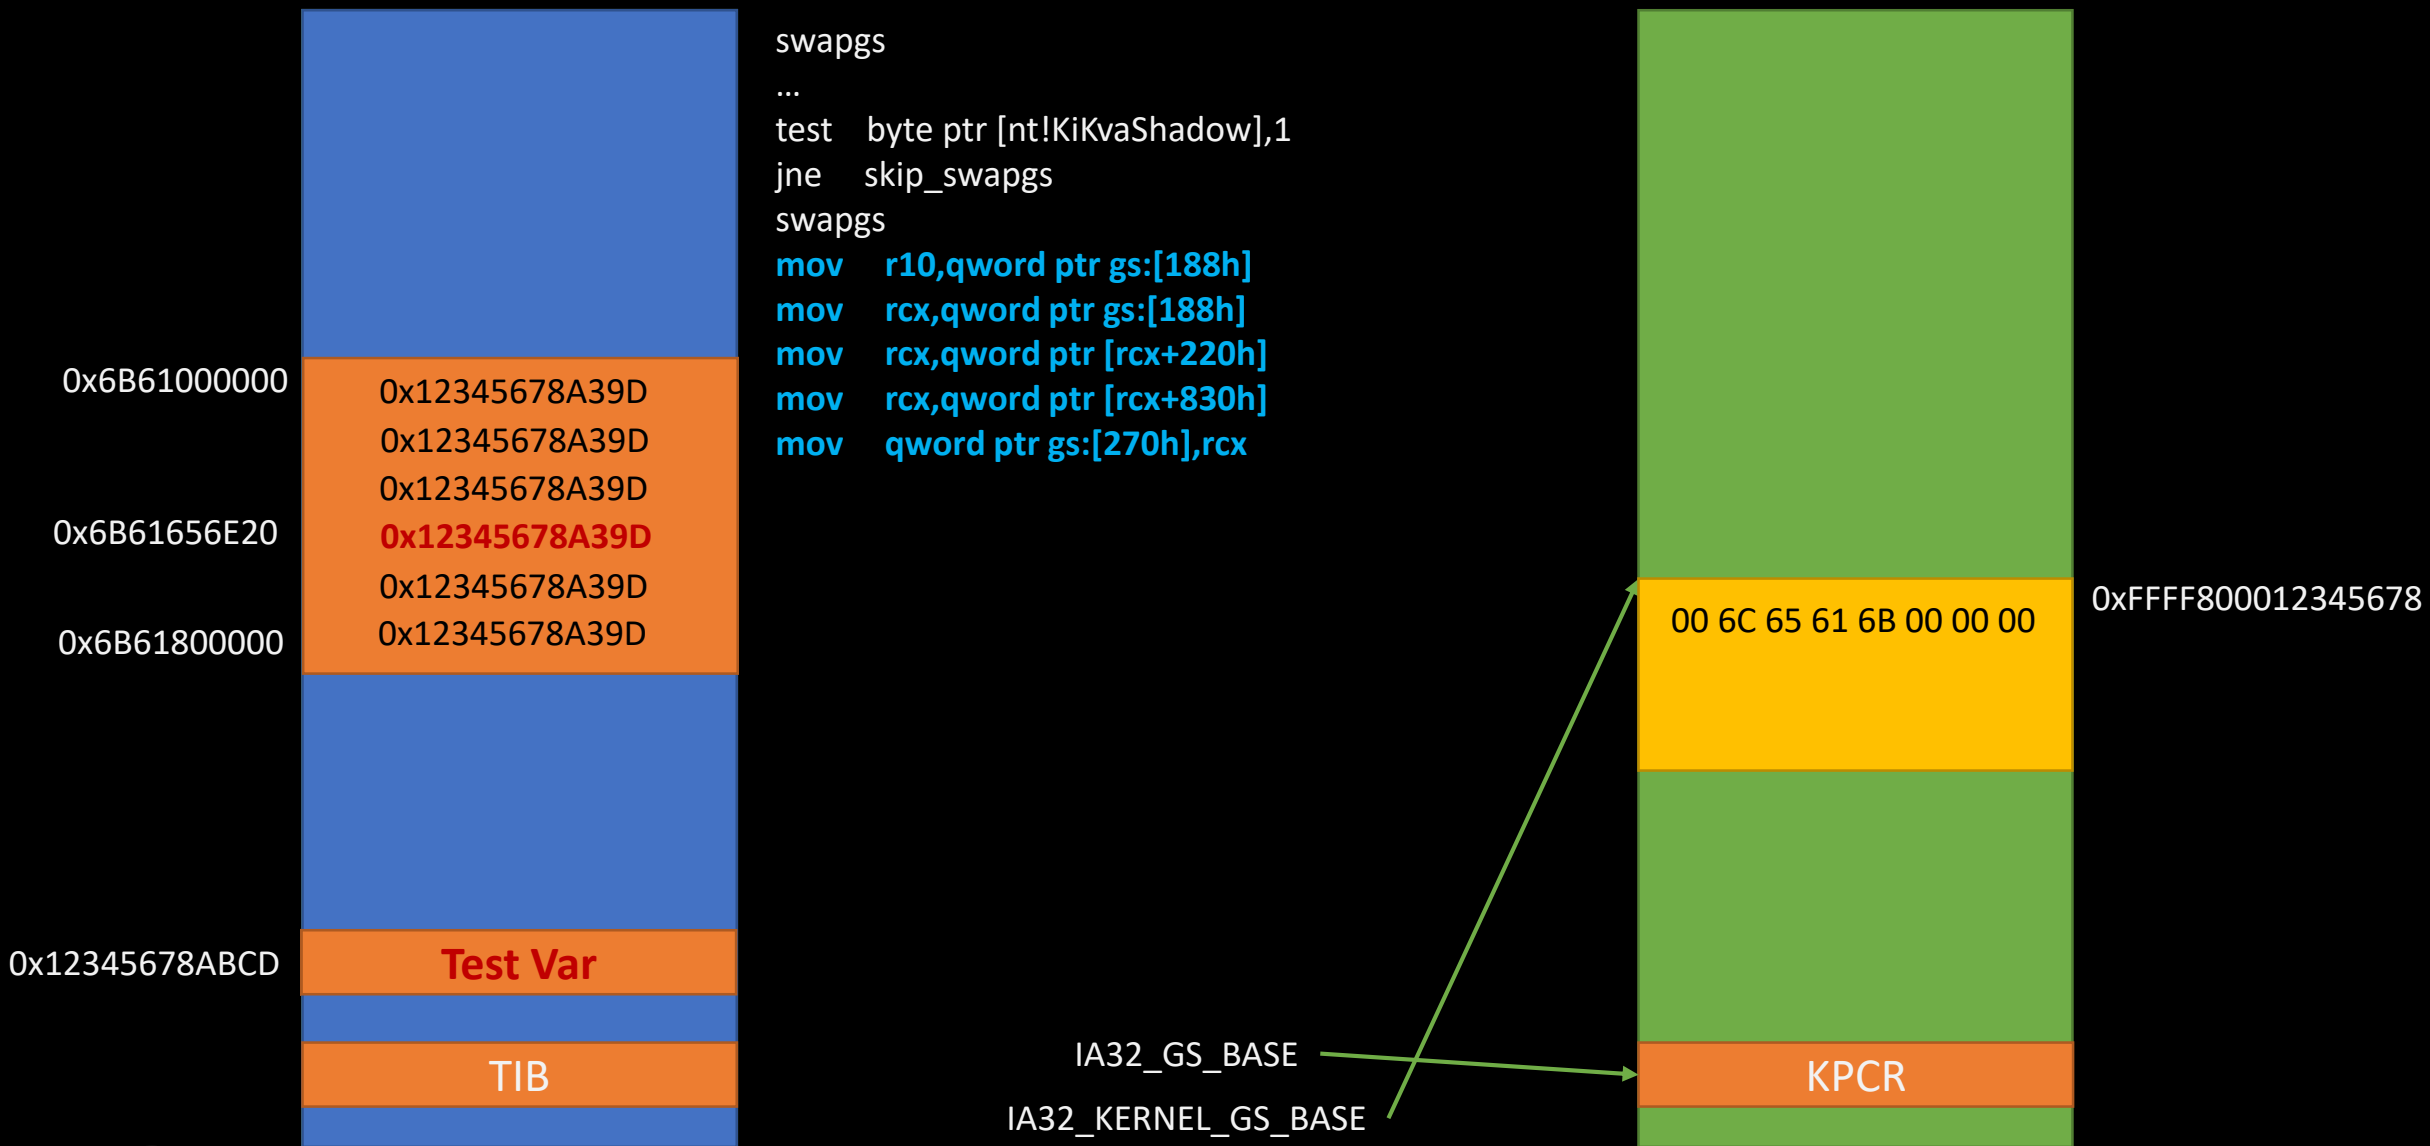 swapgs
...
test byte ptr [nt!KiKvaShadow],1
jne skip_swapgs
swapgs
mov r10,qword ptr gs:[188h]
mov rcx,qword ptr gs:[188h]
mov rcx,qword ptr [rcx+220h]
mov rcx,qword ptr [rcx+830h]
mov qword ptr gs:[270h],rcx
0x6B61000000
0x12345678A39D
0x12345678A39D
0x12345678A39D
0x6B61656E20
0x12345678A39D
0x12345678A39D
0x6B61800000
0x12345678A39D
00 6C 65 61 6B 00 00 00
0xFFFF800012345678
0x12345678ABCD
Test Var
TIB
IA32_GS_BASE
IA32_KERNEL_GS_BASE
KPCR